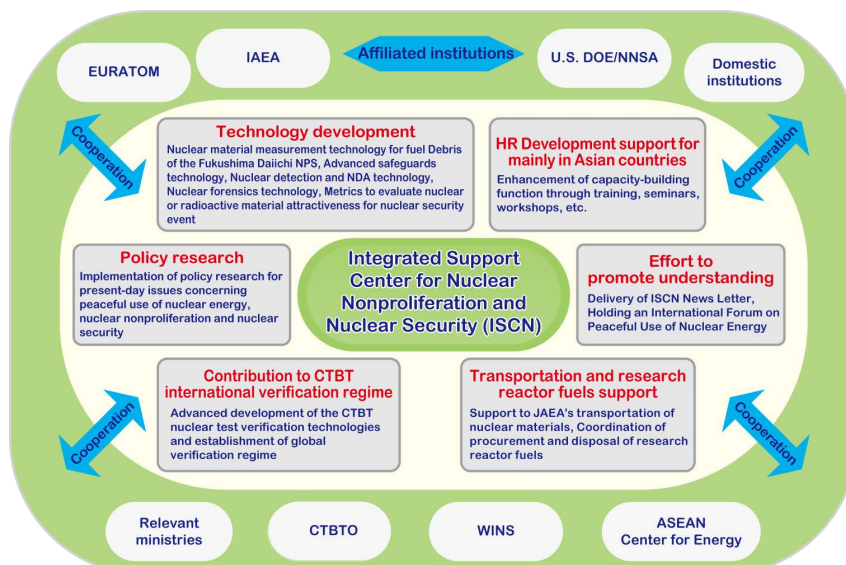 IAEA
Affiliated institutions
U.S. DOE/NNSA
EURATOM
Domestic
institutions
Cooperation
Cooperation
Technology development
Nuclear material measurement technology for fuel Debris
of the Fukushima Daiichi NPS, Advanced safeguards
technology, Nuclear detection and NDA technology,
Nuclear forensics technology, Metrics to evaluate nuclear
or radioactive material attractiveness for nuclear security
event
HR Development support for
mainly in Asian countries
Enhancement of capacity-building
function through training, seminars,
workshops, etc.
Policy research
Implementation of policy research for
present-day issues concerning
peaceful use of nuclear energy,
nuclear nonproliferation and nuclear
security
Integrated Support
Center for Nuclear
Nonproliferation and
Nuclear Security (ISCN)
Effort to
promote understanding
Delivery of ISCN News Letter,
Holding an International Forum on
Peaceful Use of Nuclear Energy
Contribution to CTBT
international verification regime
Advanced development of the CTBT
nuclear test verification technologies
and establishment of global
verification regime
Transportation and research
reactor fuels support
Support to JAEA's transportation of
nuclear materials, Coordination of
procurement and disposal of research
reactor fuels
Cooperation
Cooperation
Relevant
ministries
CTBTO
WINS
ASEAN
Center for Energy